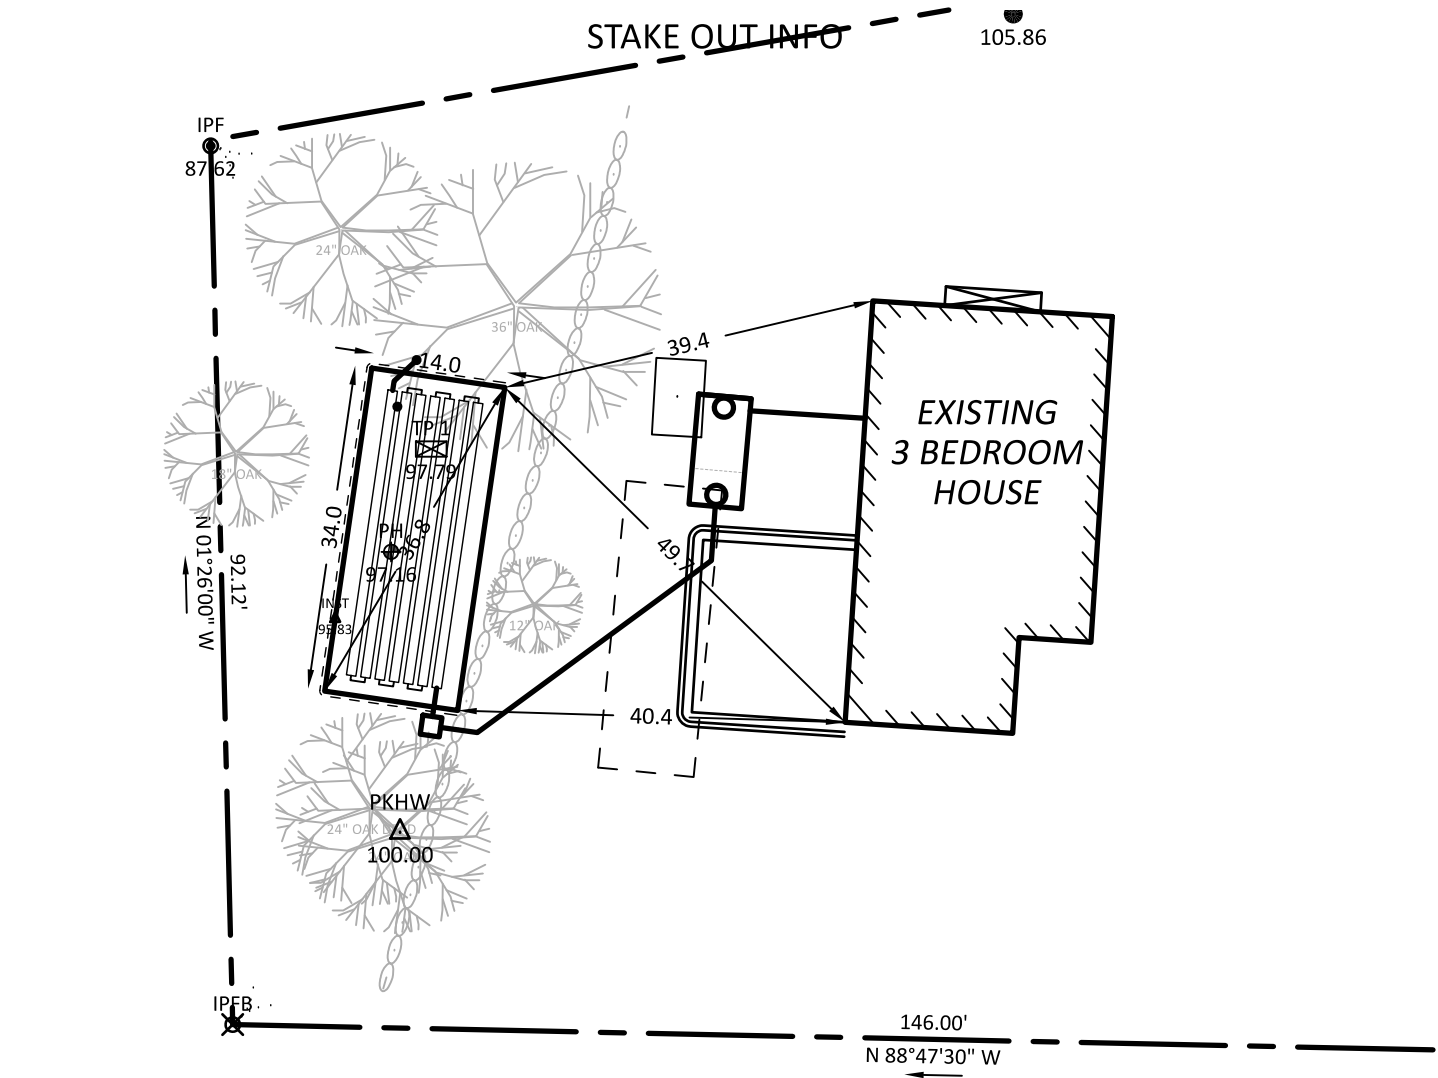 STAKE OUT INFO
105.86
IPF
87.62
24" OAK
36" OAK
39.4
14.0
EXISTING
3 BEDROOM
HOUSE
TP 1
97.79
18" OAK
34.0
36.8
PH
97.16
49.7
N 01°26'00" W
92.12'
INST
95.83
12" OAK
40.4
PKHW
24" OAK
100.00
IPFB
146.00'
N 88°47'30" W